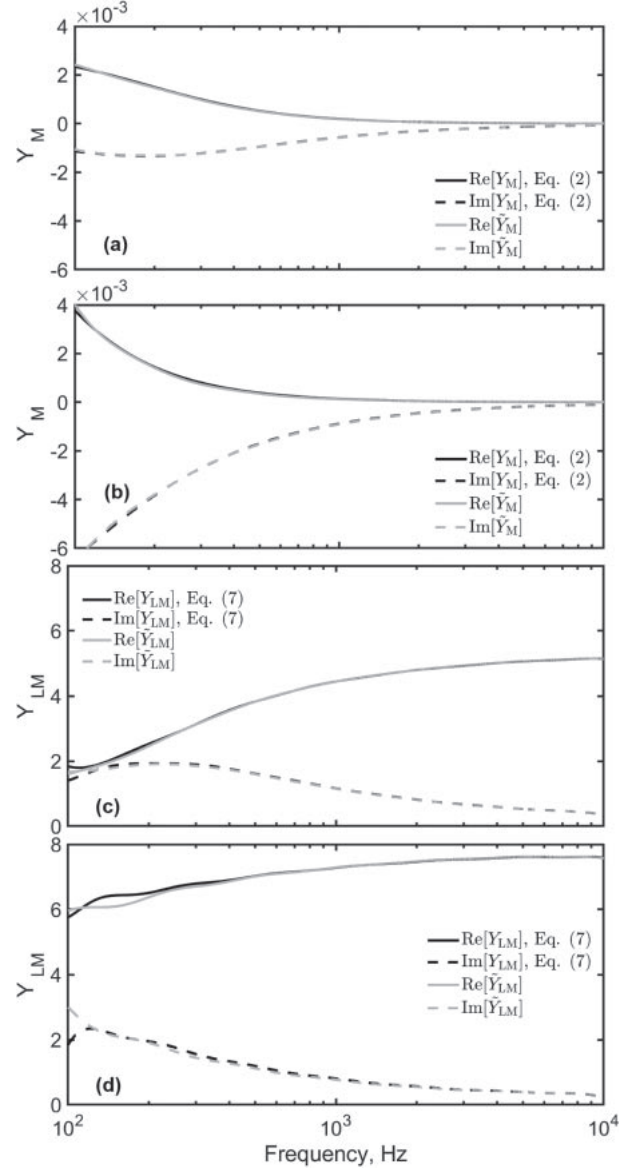 ×10⁻³
4
2
0
-2
-4
-6
Y_M
(a)
Re[Y_M], Eq. (2)
Im[Y_M], Eq. (2)
Re[Ỹ_M]
Im[Ỹ_M]
×10⁻³
4
2
0
-2
-4
-6
Y_M
(b)
Re[Y_M], Eq. (2)
Im[Y_M], Eq. (2)
Re[Ỹ_M]
Im[Ỹ_M]
8
6
4
2
0
Y_LM
Re[Y_LM], Eq. (7)
Im[Y_LM], Eq. (7)
Re[Ỹ_LM]
Im[Ỹ_LM]
(c)
8
6
4
2
0
Y_LM
Re[Y_LM], Eq. (7)
Im[Y_LM], Eq. (7)
Re[Ỹ_LM]
Im[Ỹ_LM]
(d)
10² 10³ 10⁴
Frequency, Hz